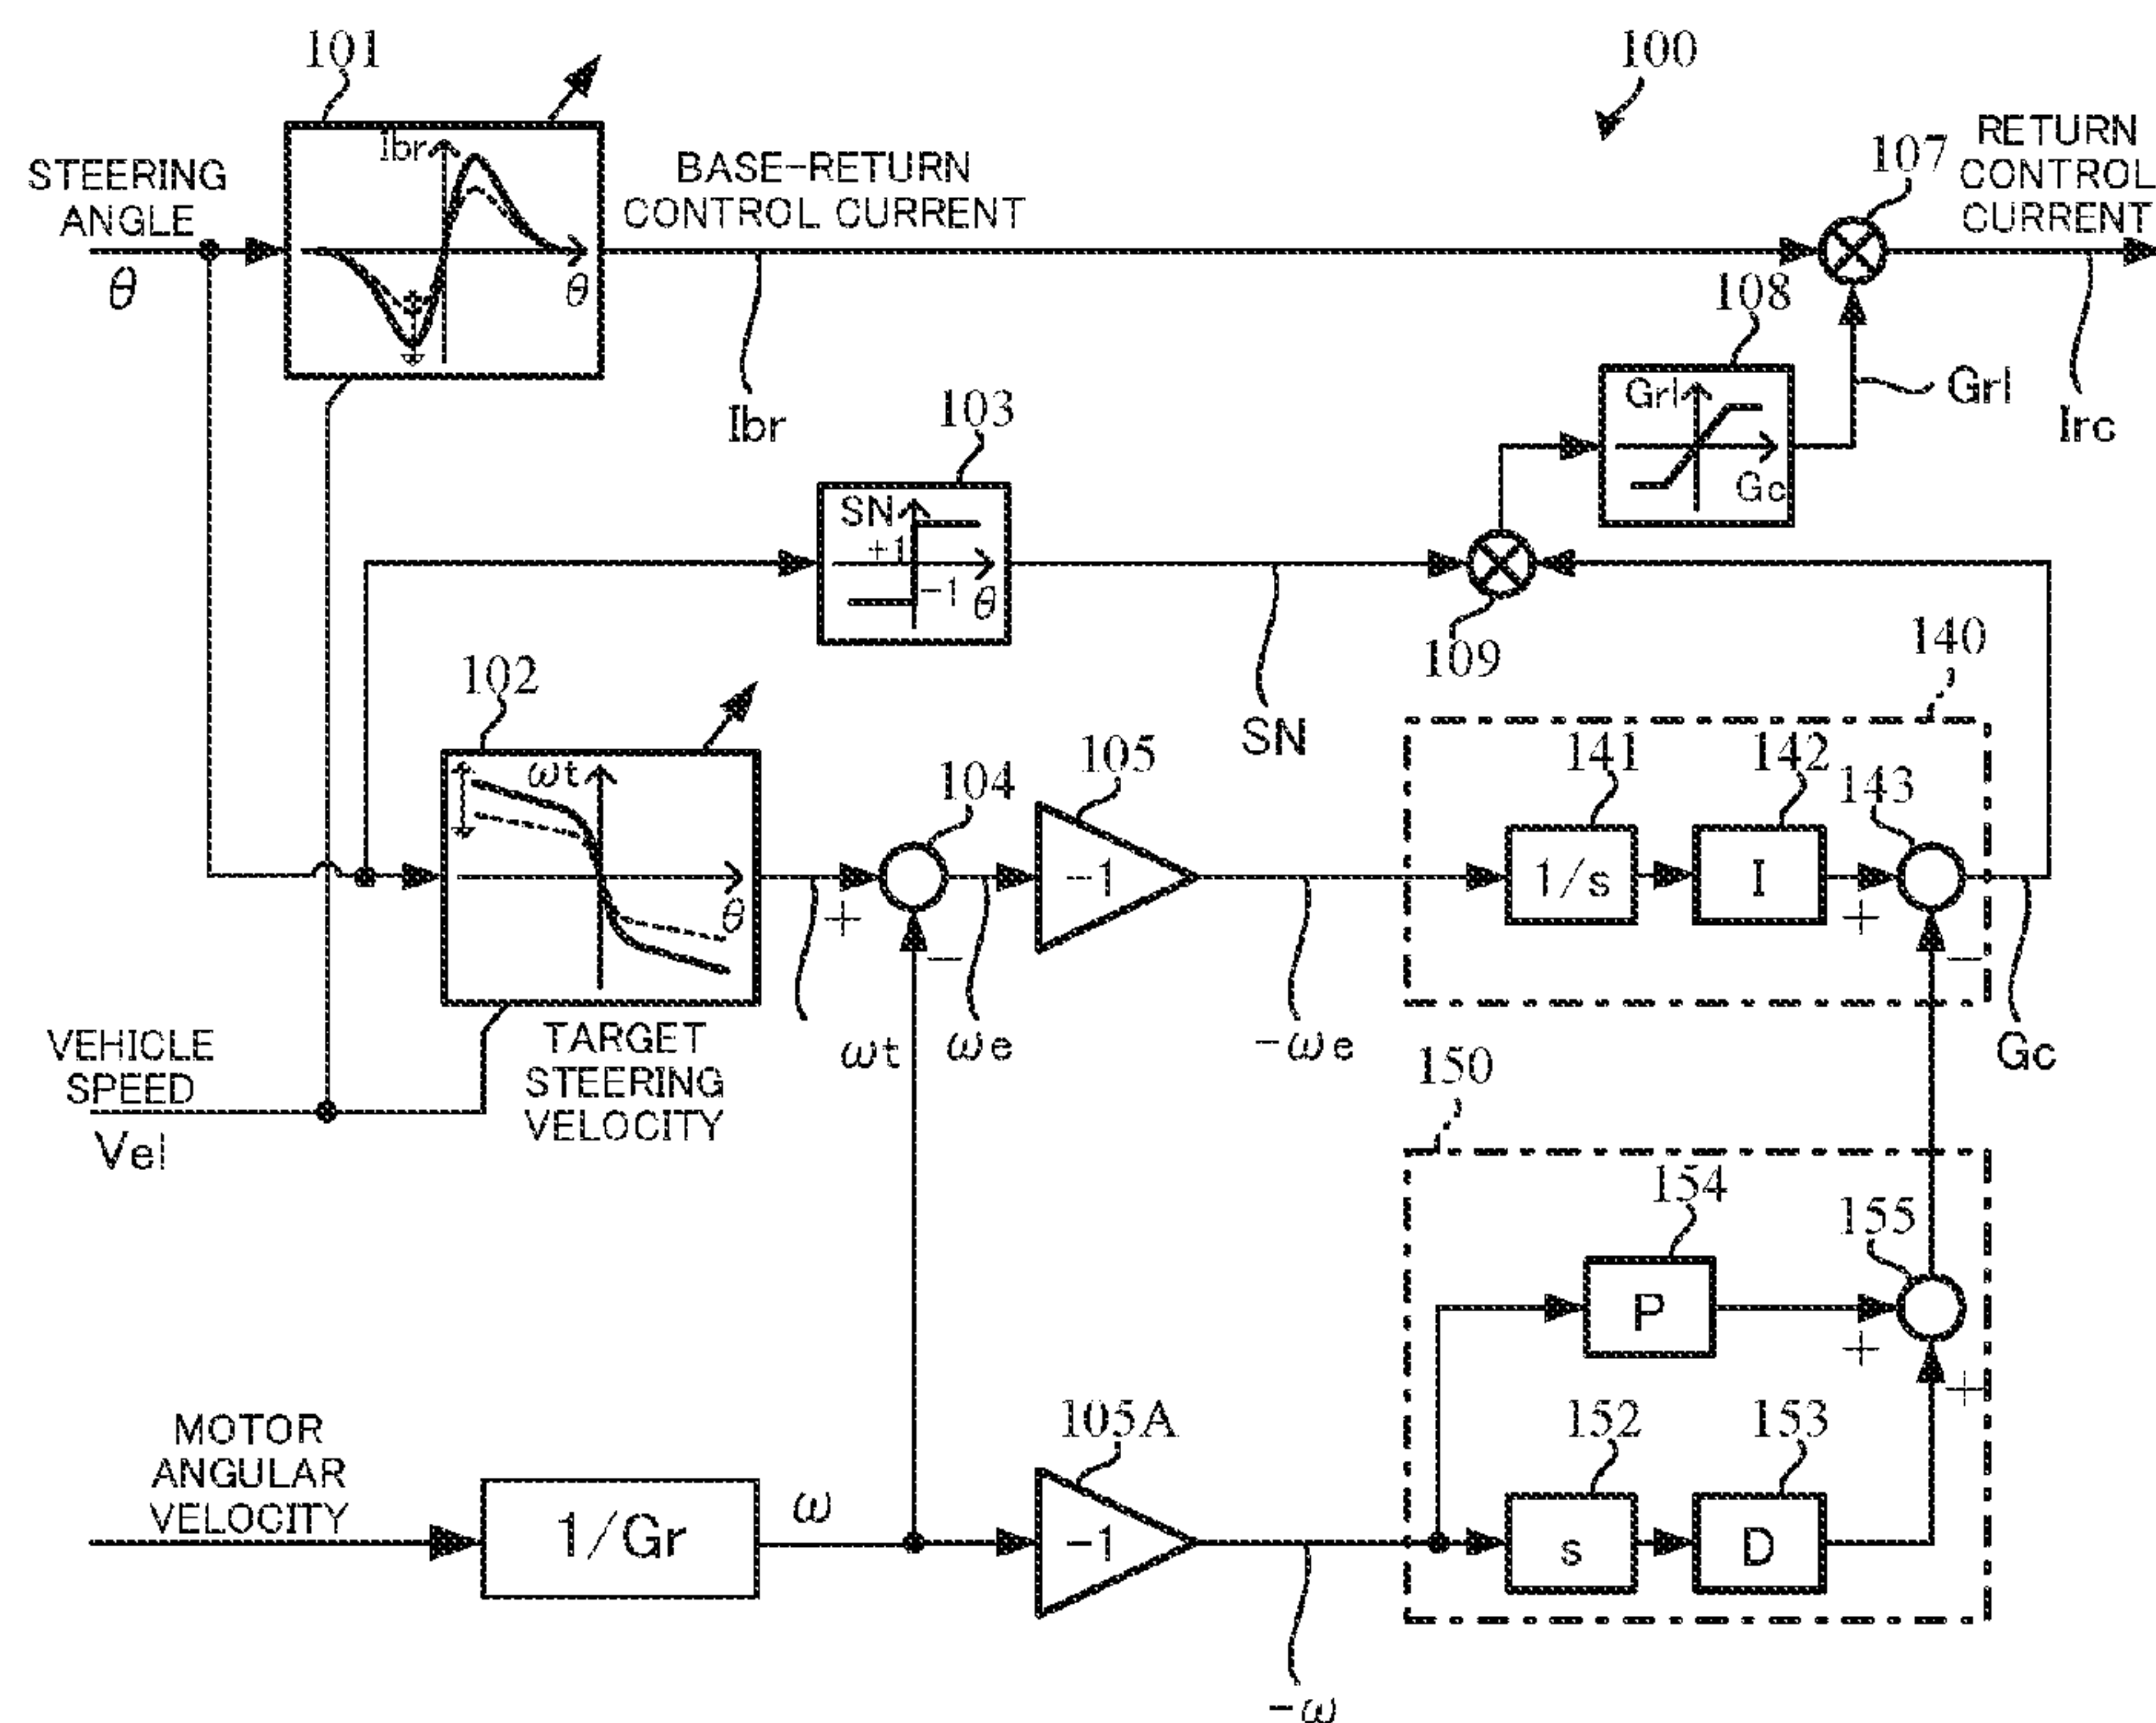 101
100
STEERING
ANGLE
θ
Ibr
θ
BASE-RETURN
CONTROL CURRENT
Ibr
107
RETURN
CONTROL
CURRENT
Irc
108
Grl
Gc
Grl
103
SN
+1
-1
θ
SN
109
102
ωt
θ
TARGET
STEERING
VELOCITY
VEHICLE
SPEED
Vel
+
−
104
ωt
ωe
105
-1
-ωe
140
141
142
143
1/s
I
+
−
Gc
150
154
155
P
+
+
152
153
s
D
MOTOR
ANGULAR
VELOCITY
1/Gr
ω
105A
-1
-ω